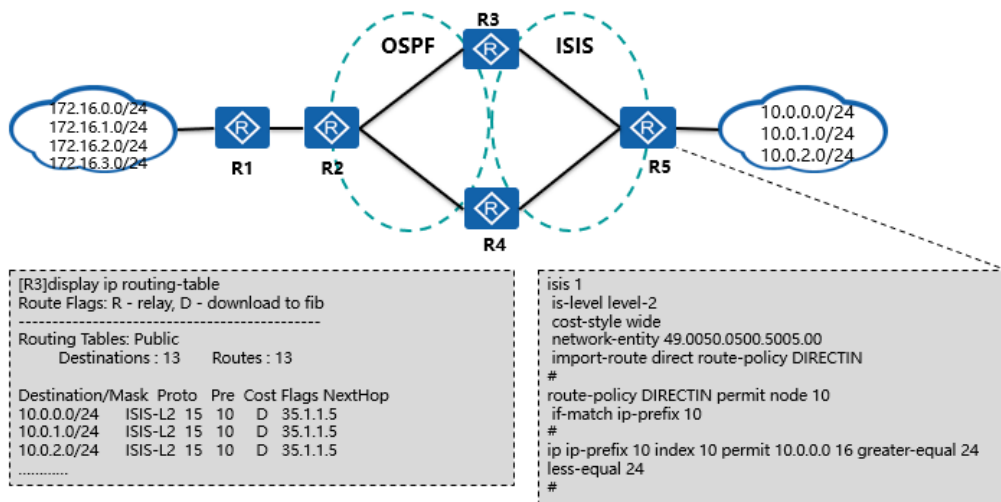 R3
OSPF
ISIS
172.16.0.0/24
172.16.1.0/24
172.16.2.0/24
172.16.3.0/24
R
R
R
R
R
10.0.0.0/24
10.0.1.0/24
10.0.2.0/24
R1
R2
R5
R4
[R3]display ip routing-table
Route Flags: R - relay, D - download to fib
--------------------------------------------
Routing Tables: Public
Destinations : 13 Routes : 13
Destination/Mask Proto Pre Cost Flags NextHop
10.0.0.0/24 ISIS-L2 15 10 D 35.1.1.5
10.0.1.0/24 ISIS-L2 15 10 D 35.1.1.5
10.0.2.0/24 ISIS-L2 15 10 D 35.1.1.5
............
isis 1
is-level level-2
cost-style wide
network-entity 49.0050.0500.5005.00
import-route direct route-policy DIRECTIN
#
route-policy DIRECTIN permit node 10
if-match ip-prefix 10
#
ip ip-prefix 10 index 10 permit 10.0.0.0 16 greater-equal 24
less-equal 24
#